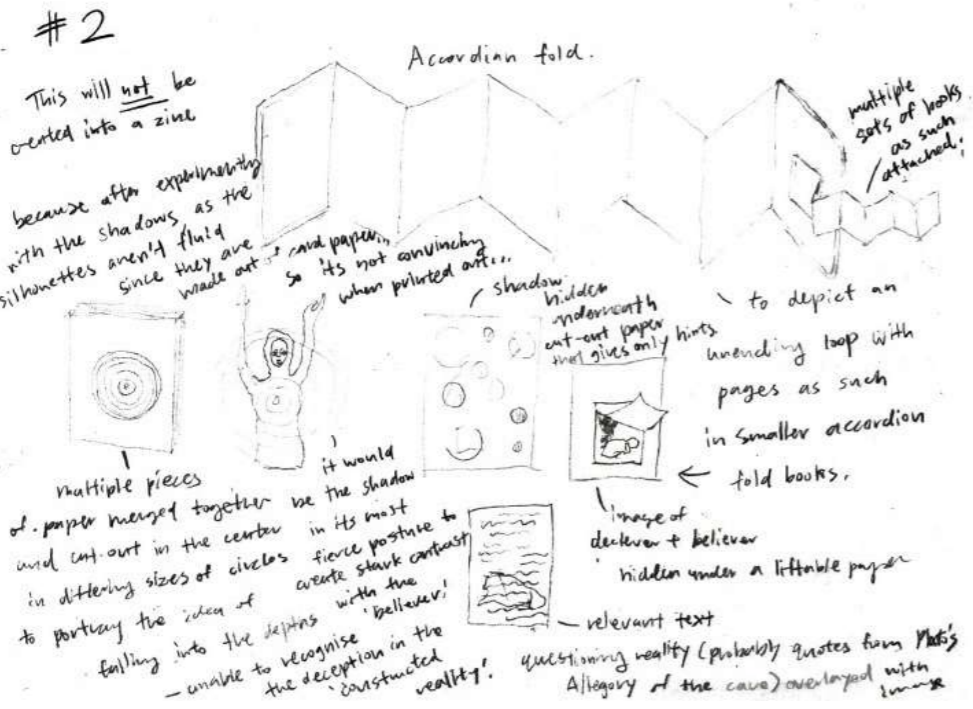 #2
Accordian fold.
This will not be
created into a zine
because after experimenting
with the shadows, as the
silhouettes aren't fluid
since they are
made out of card paper,
so its not convincing
when printed out...
multiple
sets of books
as such
attached.
to depict an
unending loop with
pages as such
in smaller accordion
fold books.
shadow
hidden
underneath
cut-out paper
that gives only hints.
multiple pieces
of paper merged together
and cut-out in the center
in differing sizes of circles
to portray the idea of
falling into the depths
— unable to recognise
the deception in the
'constructed
reality'.
it would
be the shadow
in its most
fierce posture to
create stark contrast
with the
'believer'
image of
deceiver + believer
hidden under a liftable paper
relevant text
questioning reality (probably quotes from Plato's
Allegory of the cave) overlayed with
image